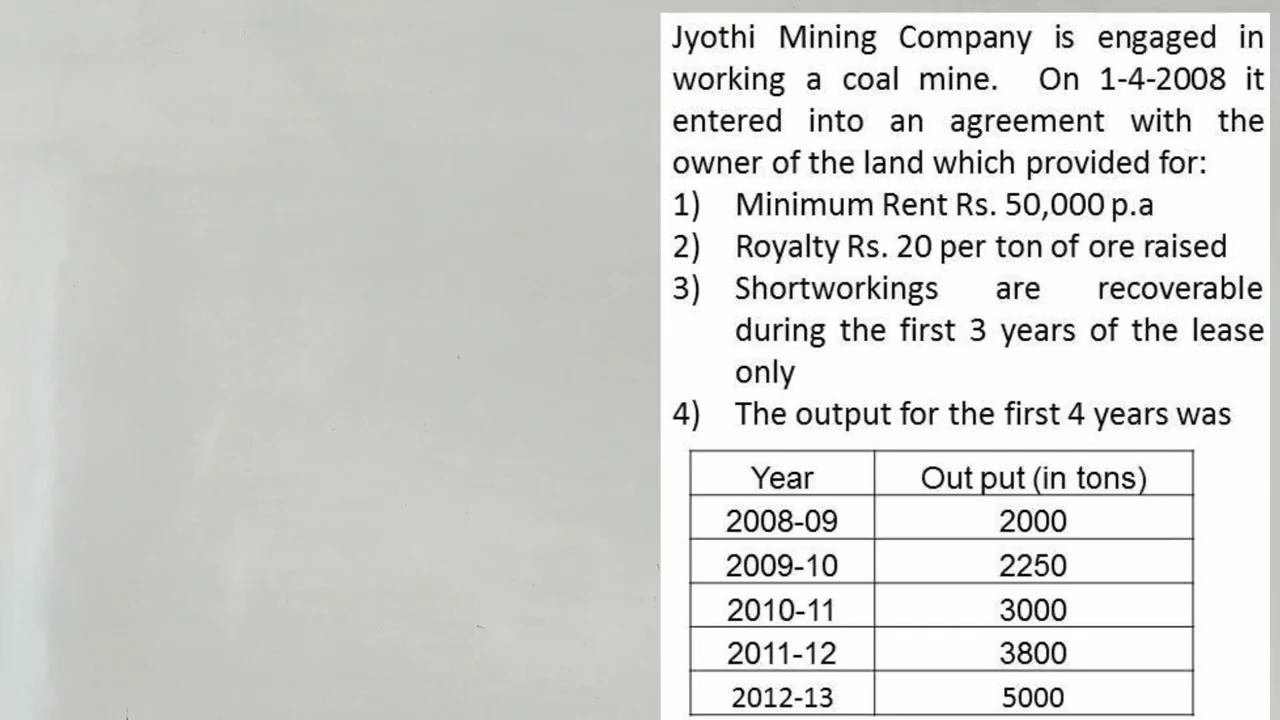 Jyothi Mining Company is engaged in
working a coal mine. On 1-4-2008 it
entered into an agreement with the
owner of the land which provided for:
1) Minimum Rent Rs. 50,000 p.a
2) Royalty Rs. 20 per ton of ore raised
3) Shortworkings are recoverable
during the first 3 years of the lease
only
4) The output for the first 4 years was
Year Out put (in tons)
2008-09 2000
2009-10 2250
2010-11 3000
2011-12 3800
2012-13 5000